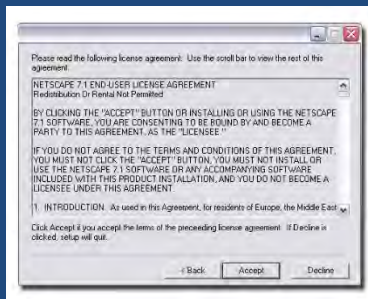 Please read the following license agreement. Use the scroll bar to view the rest of this
agreement.
NETSCAPE 7.1 END-USER LICENSE AGREEMENT
Redistribution Or Rental Not Permitted
BY CLICKING THE "ACCEPT" BUTTON OR INSTALLING OR USING THE NETSCAPE
7.1 SOFTWARE, YOU ARE CONSENTING TO BE BOUND BY AND BECOME A
PARTY TO THIS AGREEMENT, AS THE "LICENSEE."
IF YOU DO NOT AGREE TO THE TERMS AND CONDITIONS OF THIS AGREEMENT,
YOU MUST NOT CLICK THE "ACCEPT" BUTTON, YOU MUST NOT INSTALL OR
USE THE NETSCAPE 7.1 SOFTWARE OR ANY ACCOMPANYING SOFTWARE
INCLUDED WITH THIS PRODUCT INSTALLATION, AND YOU DO NOT BECOME A
LICENSEE UNDER THIS AGREEMENT.
1. INTRODUCTION. As used in this Agreement, for residents of Europe, the Middle East
Click Accept if you accept the terms of the preceeding license agreement. If Decline is
clicked, setup will quit.
< Back Accept Decline